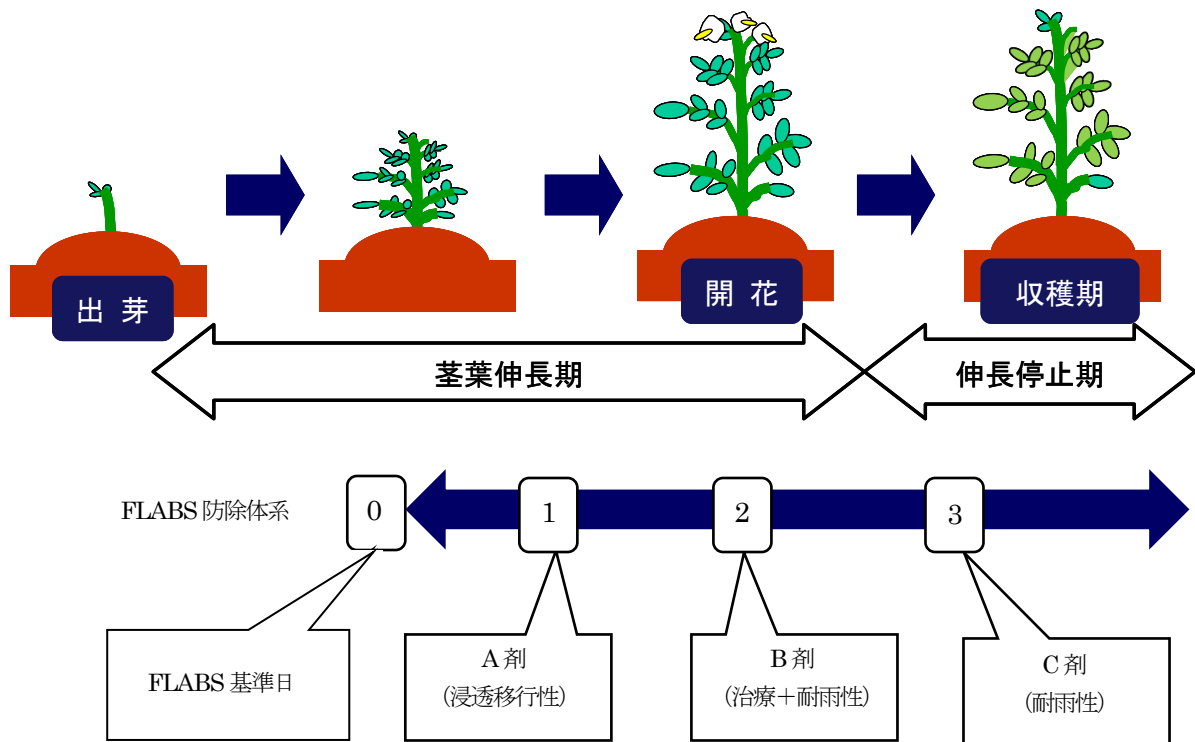 出 芽
開 花
収穫期
茎葉伸長期
伸長停止期
FLABS 防除体系
0
1
2
3
FLABS 基準日
A 剤
(浸透移行性)
B 剤
(治療＋耐雨性)
C 剤
(耐雨性)